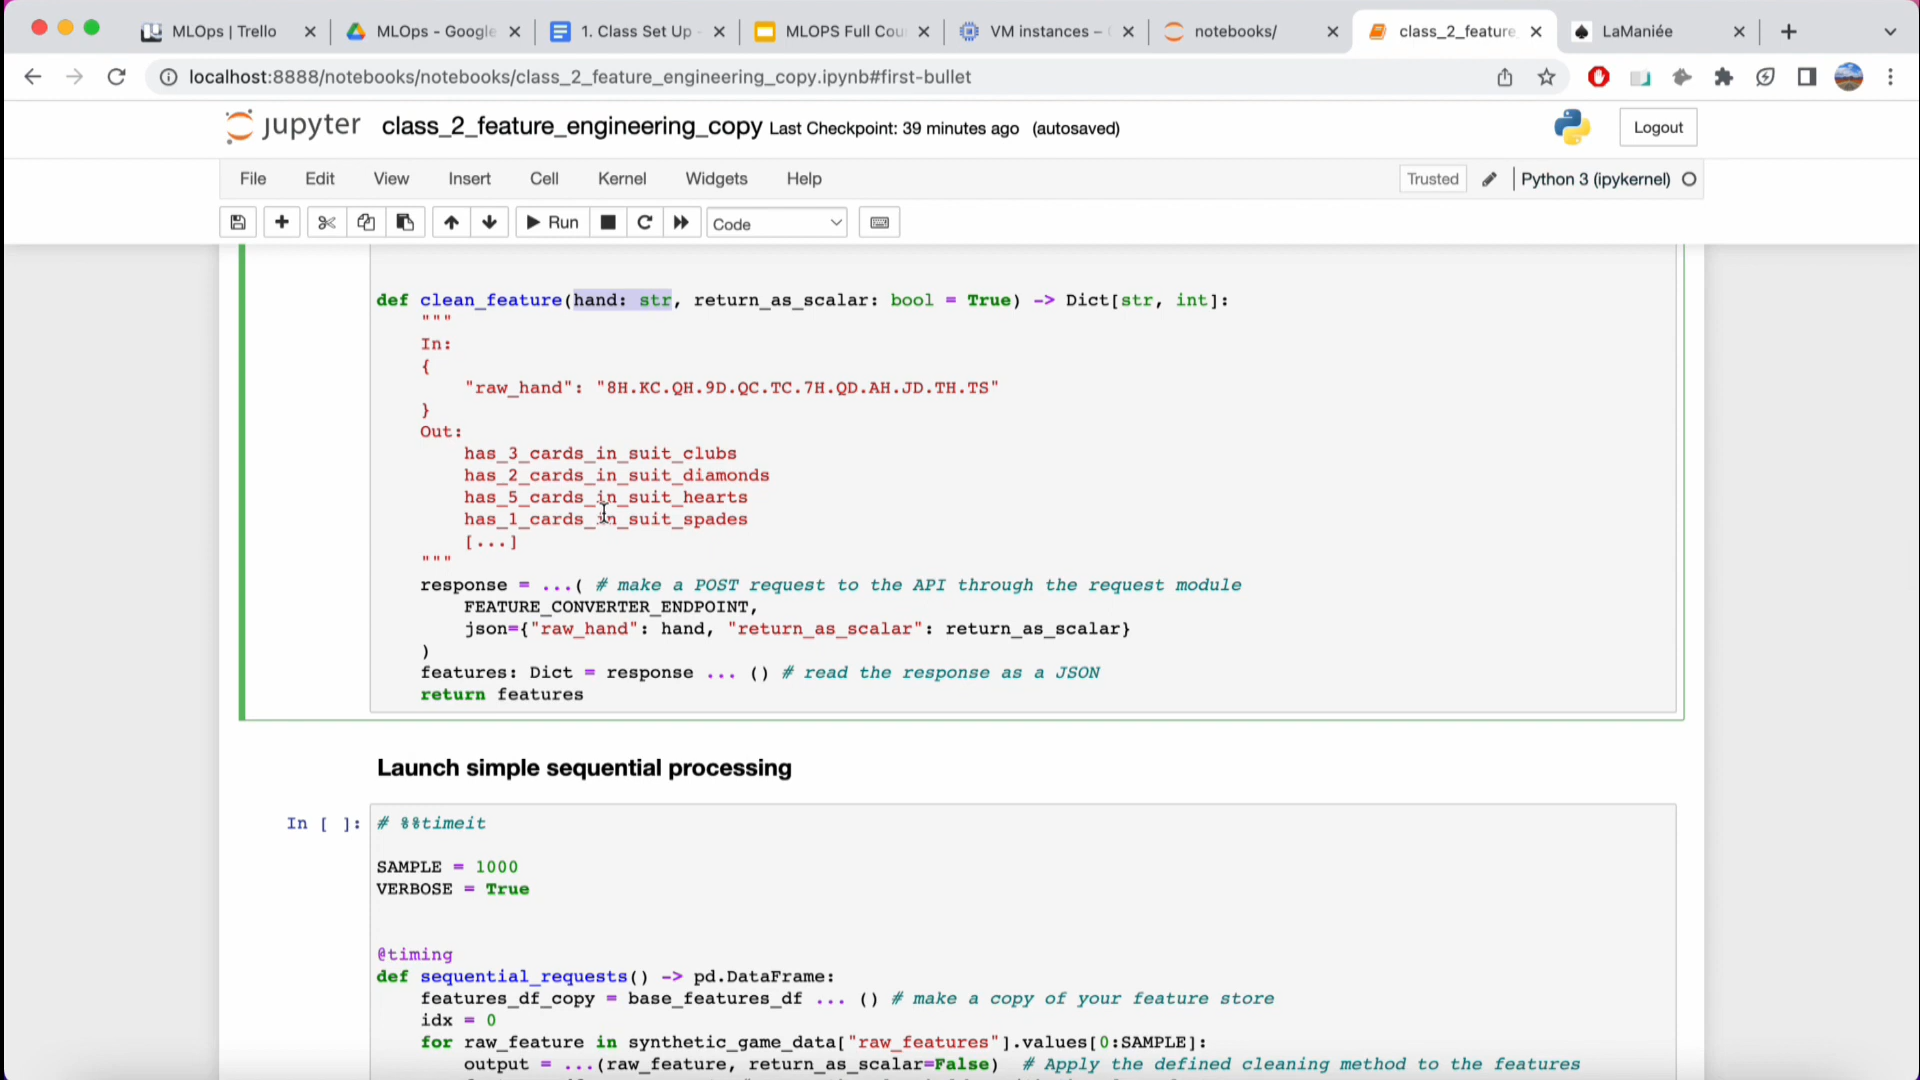 MLOps | Trello
MLOps - Google
1. Class Set Up -
MLOPS Full Cou
VM instances –
notebooks/
class_2_feature
LaManiée
localhost:8888/notebooks/notebooks/class_2_feature_engineering_copy.ipynb#first-bullet
jupyter class_2_feature_engineering_copy Last Checkpoint: 39 minutes ago (autosaved)
Logout
File Edit View Insert Cell Kernel Widgets Help
Trusted Python 3 (ipykernel)
Run Code
def clean_feature(hand: str, return_as_scalar: bool = True) -> Dict[str, int]:
"""
In:
{
"raw_hand": "8H.KC.QH.9D.QC.TC.7H.QD.AH.JD.TH.TS"
}
Out:
has_3_cards_in_suit_clubs
has_2_cards_in_suit_diamonds
has_5_cards_in_suit_hearts
has_1_cards_in_suit_spades
[...]
"""
response = ...( # make a POST request to the API through the request module
FEATURE_CONVERTER_ENDPOINT,
json={"raw_hand": hand, "return_as_scalar": return_as_scalar}
)
features: Dict = response ... () # read the response as a JSON
return features
Launch simple sequential processing
In [ ]: # %%timeit
SAMPLE = 1000
VERBOSE = True
@timing
def sequential_requests() -> pd.DataFrame:
features_df_copy = base_features_df ... () # make a copy of your feature store
idx = 0
for raw_feature in synthetic_game_data["raw_features"].values[0:SAMPLE]:
output = ...(raw_feature, return_as_scalar=False) # Apply the defined cleaning method to the features